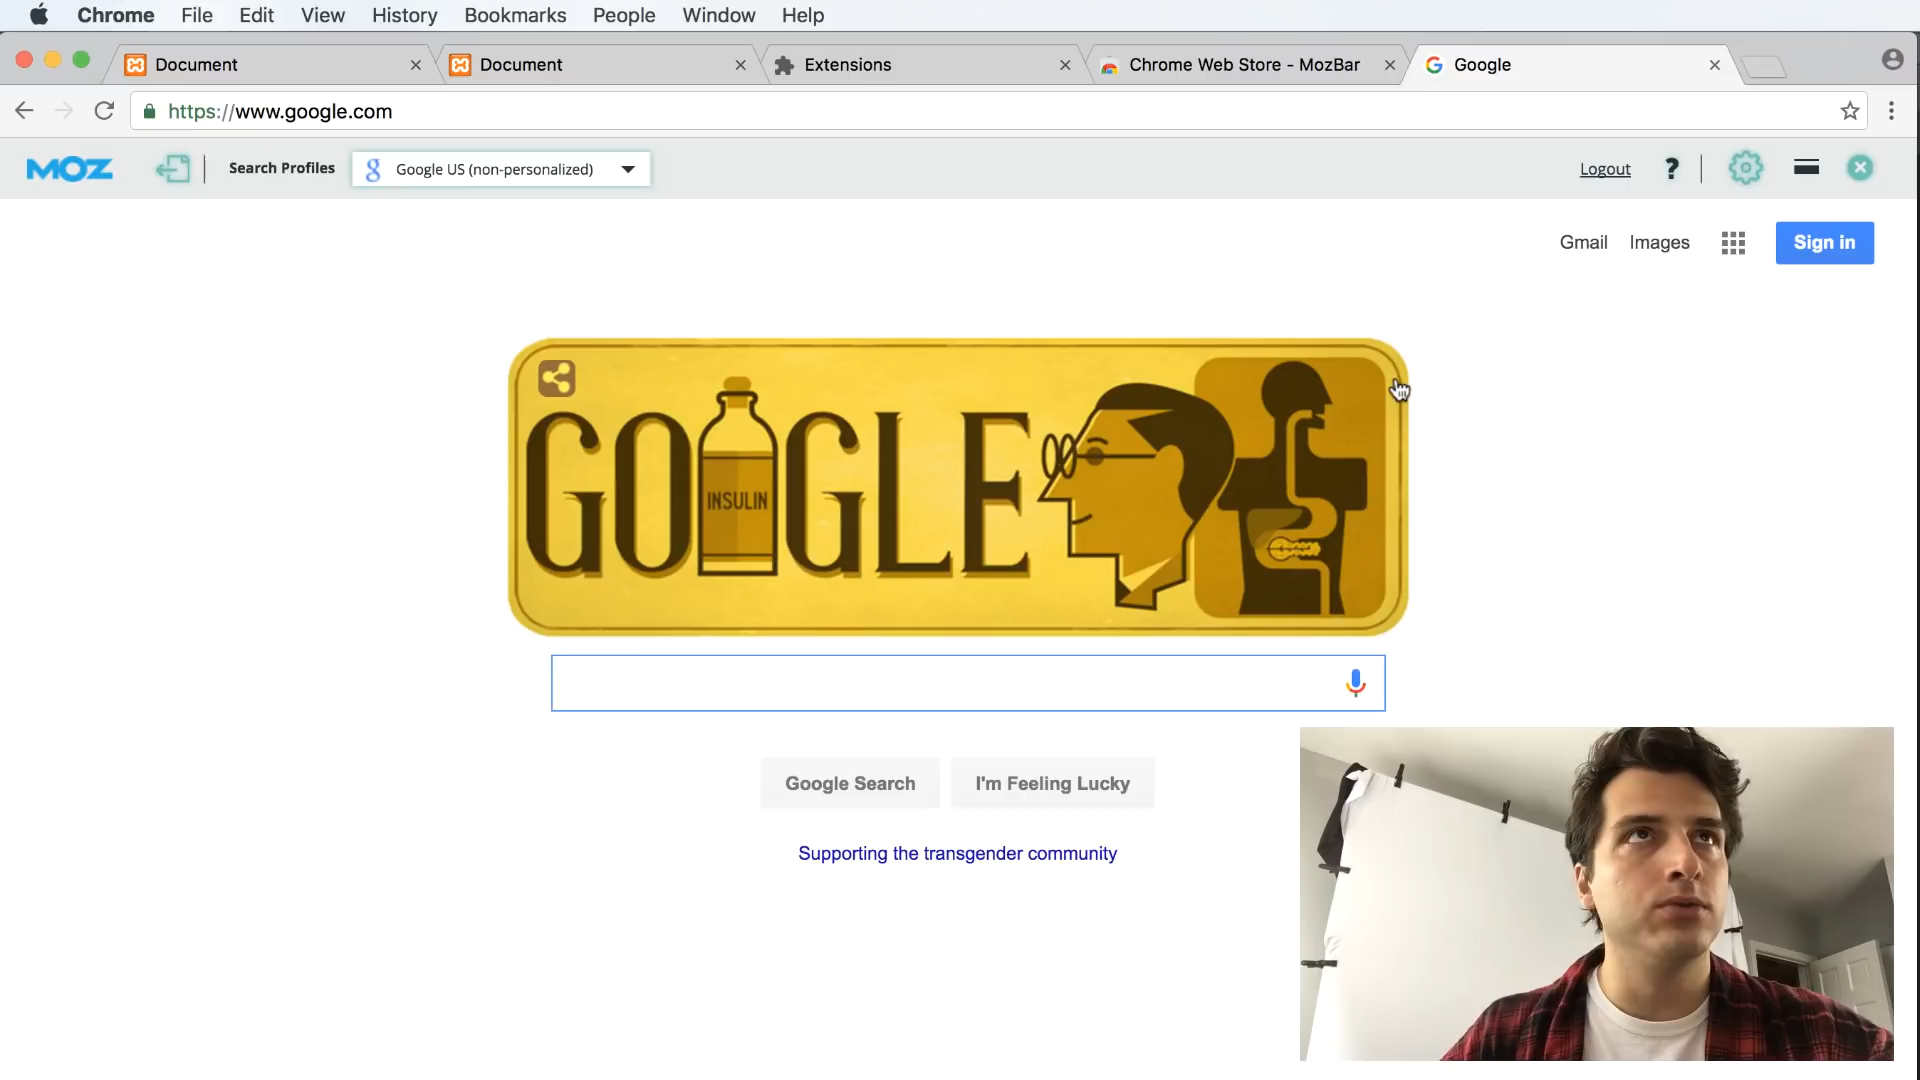 Chrome File Edit View History Bookmarks People Window Help
Document Document Extensions Chrome Web Store - MozBar Google
https://www.google.com
MOZ Search Profiles Google US (non-personalized) Logout ?
Gmail Images Sign in
GOOGLE
INSULIN
Google Search I'm Feeling Lucky
Supporting the transgender community